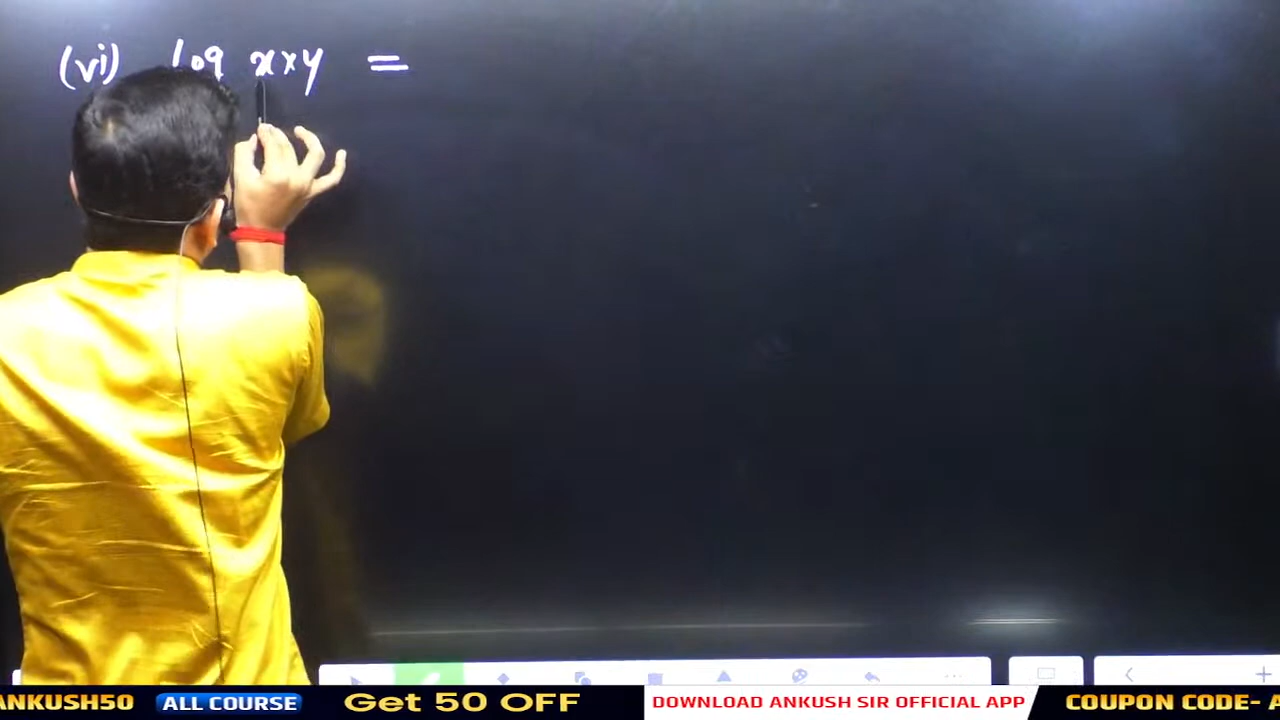 (vi) log x×y =
ANKUSH50 ALL COURSE Get 50 OFF DOWNLOAD ANKUSH SIR OFFICIAL APP COUPON CODE- A